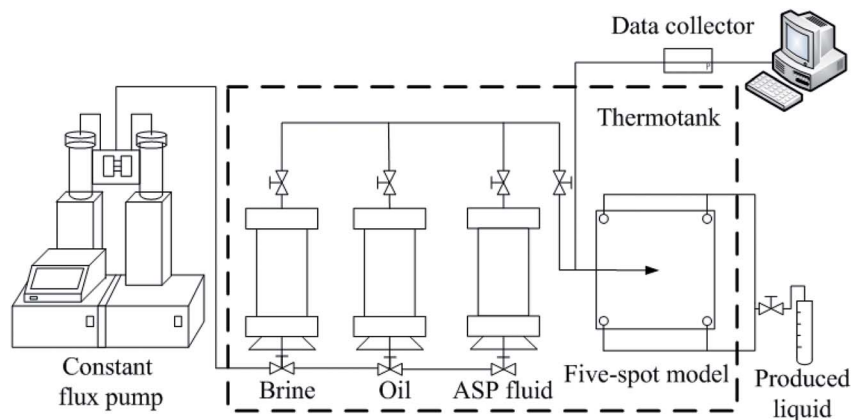 Data collector
P
Thermotank
Constant
flux pump
Brine
Oil
ASP fluid
Five-spot model
Produced
liquid